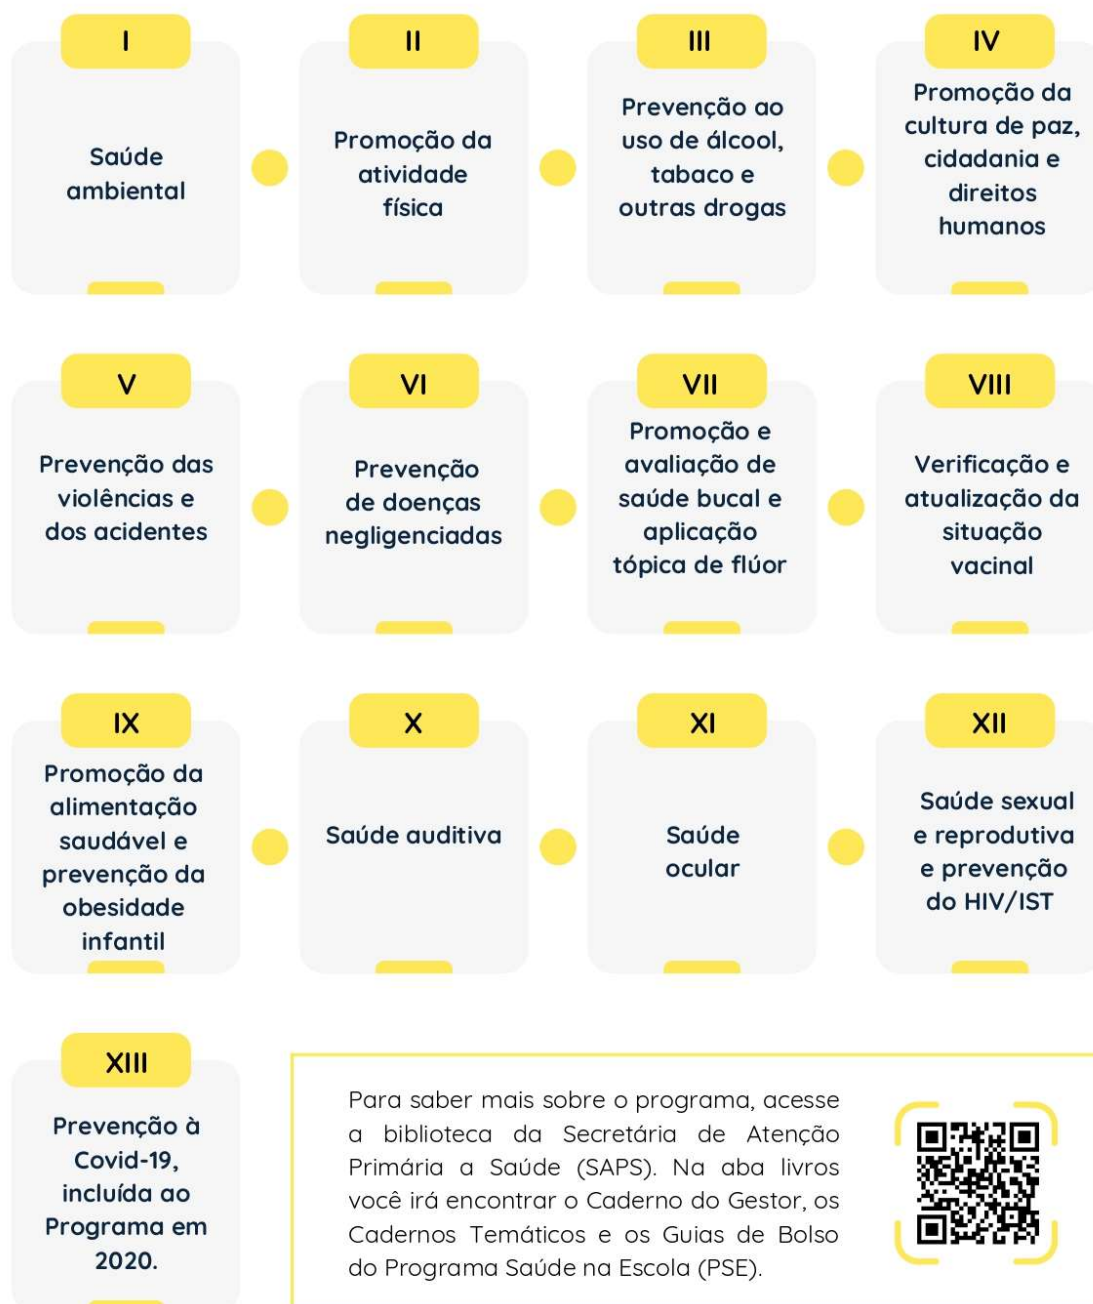 I
Saúde
ambiental
II
Promoção da
atividade
física
III
Prevenção ao
uso de álcool,
tabaco e
outras drogas
IV
Promoção da
cultura de paz,
cidadania e
direitos
humanos
V
Prevenção das
violências e
dos acidentes
VI
Prevenção
de doenças
negligenciadas
VII
Promoção e
avaliação de
saúde bucal e
aplicação
tópica de flúor
VIII
Verificação e
atualização da
situação
vacinal
IX
Promoção da
alimentação
saudável e
prevenção da
obesidade
infantil
X
Saúde auditiva
XI
Saúde
ocular
XII
Saúde sexual
e reprodutiva
e prevenção
do HIV/IST
XIII
Prevenção à
Covid-19,
incluída ao
Programa em
2020.
Para saber mais sobre o programa, acesse
a biblioteca da Secretária de Atenção
Primária a Saúde (SAPS). Na aba livros
você irá encontrar o Caderno do Gestor, os
Cadernos Temáticos e os Guias de Bolso
do Programa Saúde na Escola (PSE).